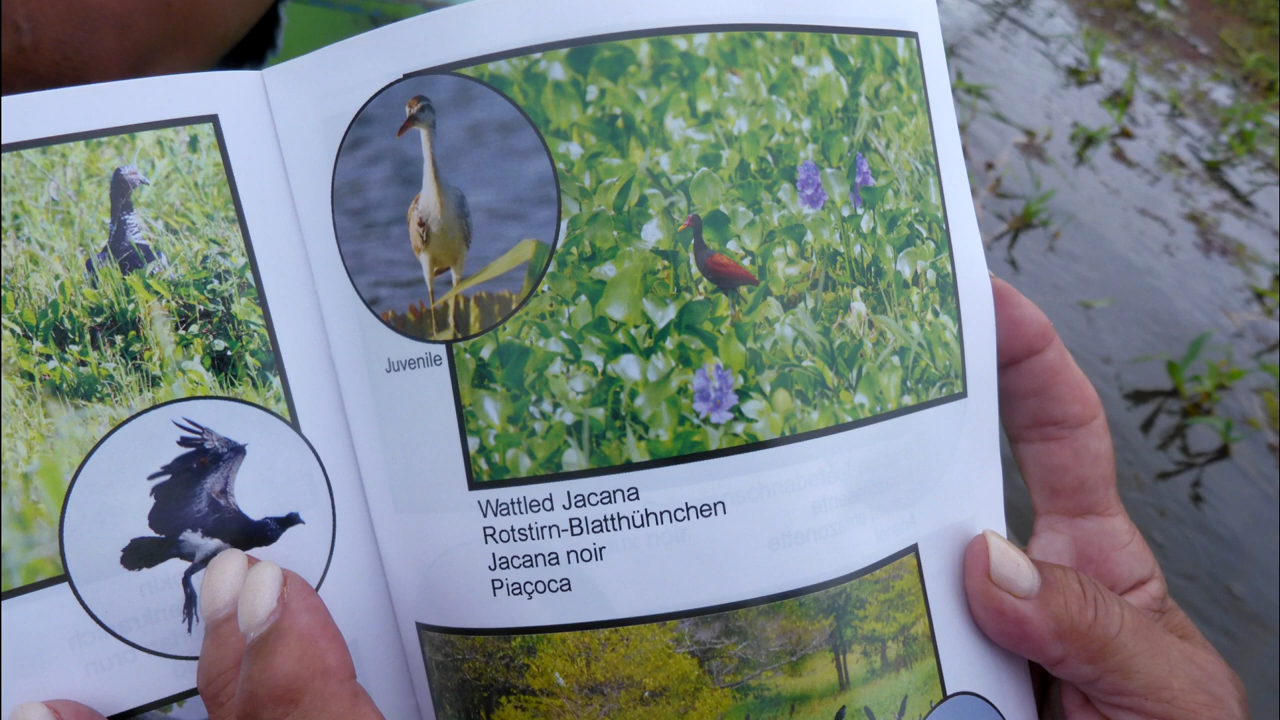 Juvenile
Wattled Jacana
Rotstirn-Blatthühnchen
Jacana noir
Piaçoca